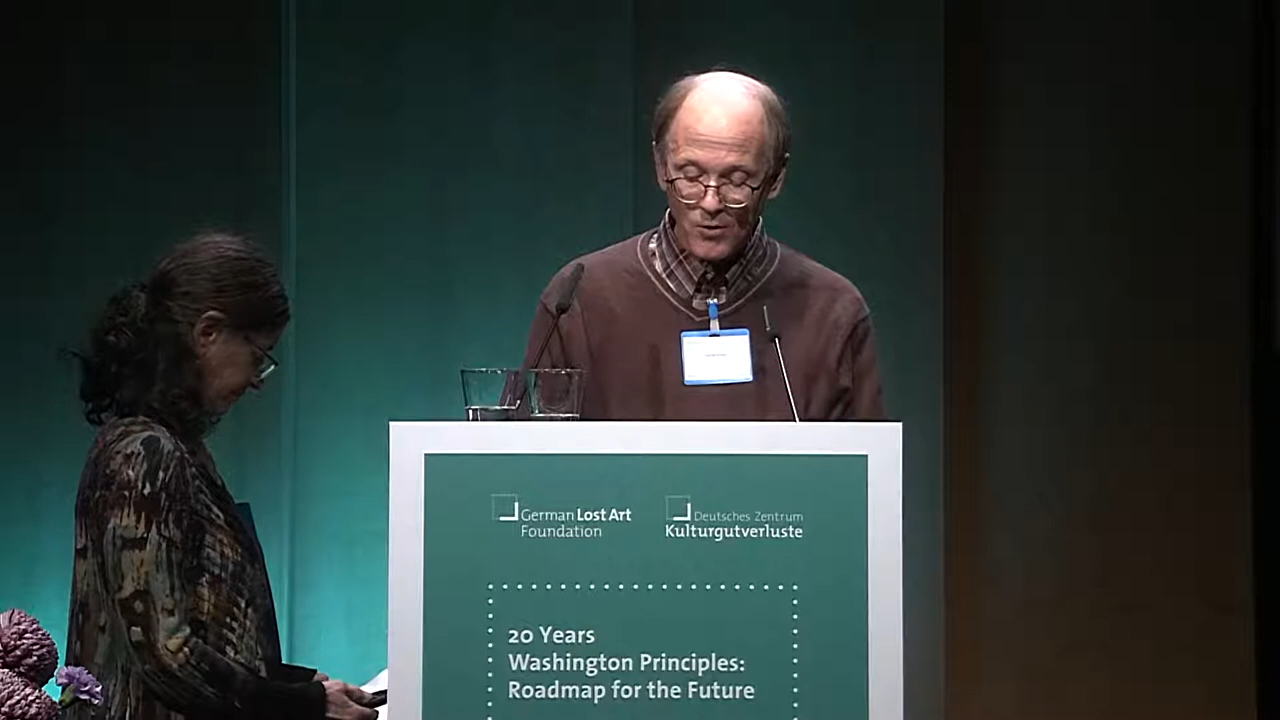 German Lost Art
Foundation
Deutsches Zentrum
Kulturgutverluste
20 Years
Washington Principles:
Roadmap for the Future